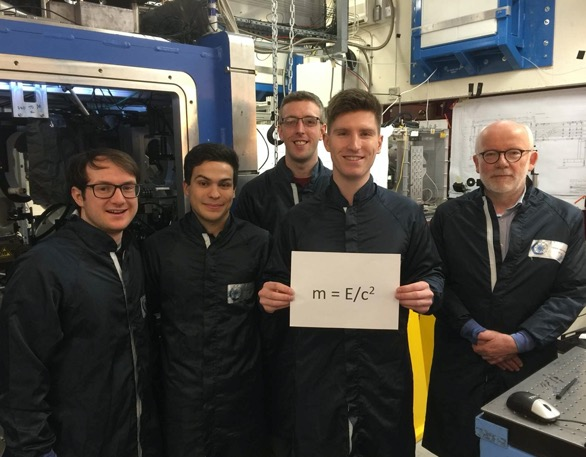 m = E/c²